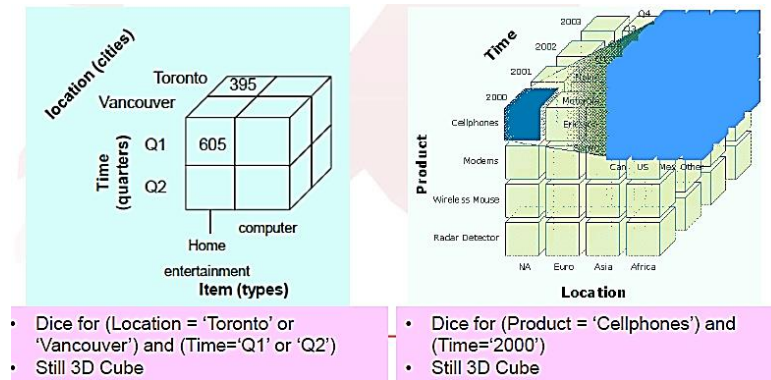 location (cities)
Toronto
395
Vancouver
Time
(quarters)
Q1
605
Q2
Home
computer
entertainment
Item (types)
Time
2003
Q4
Q3
2002
2001
2000
Product
Cellphones
Modems
Wireless Mouse
Radar Detector
Can US Mex Other
NA Euro Asia Africa
Location
• Dice for (Location = ‘Toronto’ or
‘Vancouver’) and (Time=‘Q1’ or ‘Q2’)
• Still 3D Cube
• Dice for (Product = ‘Cellphones’) and
(Time=‘2000’)
• Still 3D Cube